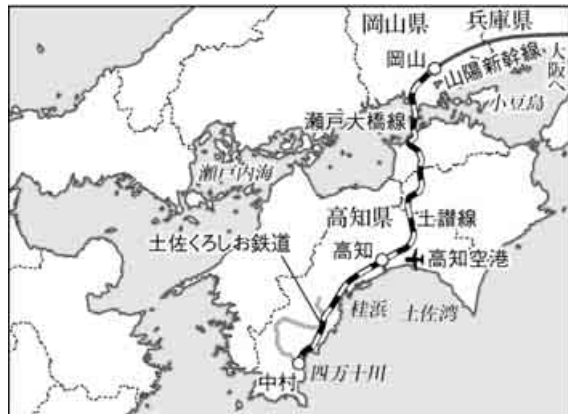 岡山県
兵庫県
岡山
山陽新幹線
大阪へ
小豆島
瀬戸大橋線
瀬戸内海
高知県
土讃線
土佐くろしお鉄道
高知
高知空港
桂浜
土佐湾
四万十川
中村